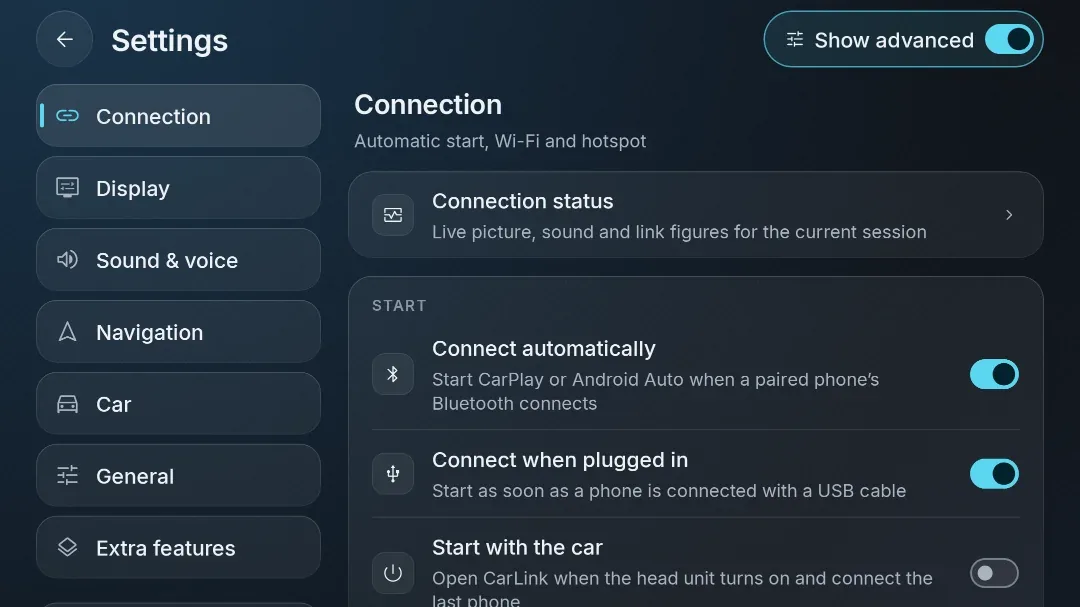 Settings
Show advanced
Connection
Display
Sound & voice
Navigation
Car
General
Extra features
Connection
Automatic start, Wi-Fi and hotspot
Connection status
Live picture, sound and link figures for the current session
START
Connect automatically
Start CarPlay or Android Auto when a paired phone’s
Bluetooth connects
Connect when plugged in
Start as soon as a phone is connected with a USB cable
Start with the car
Open CarLink when the head unit turns on and connect the
last phone